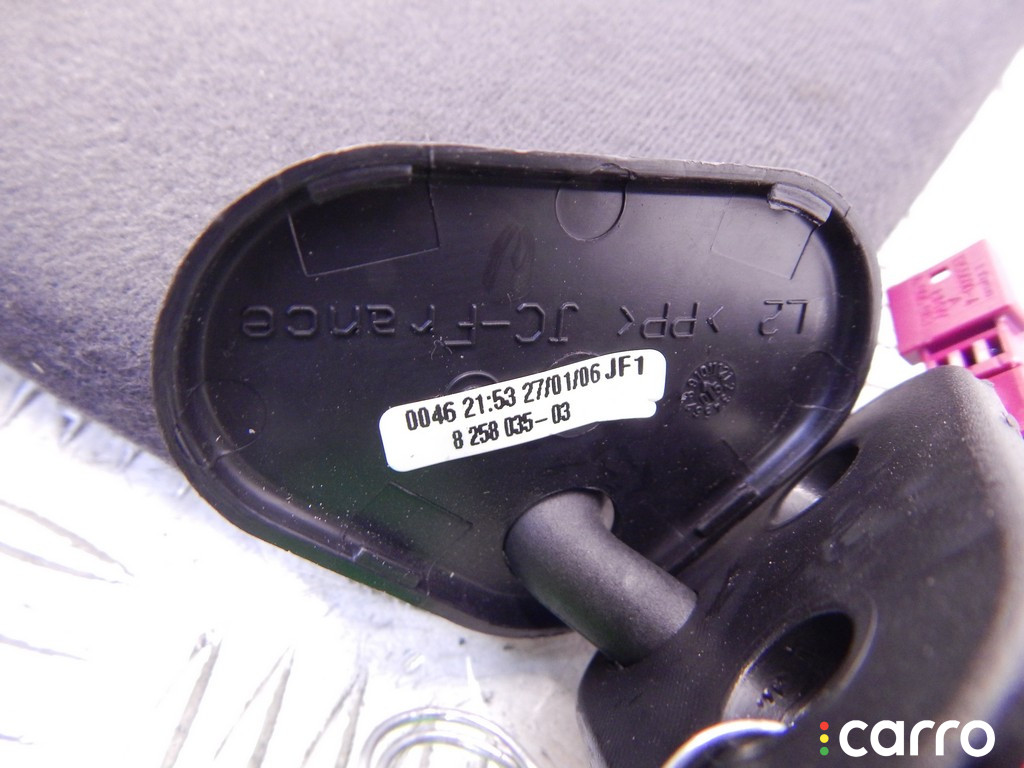 L2 >PP< JC-France
0046 21:53 27/01/06 JF1
8 258 035-03
carro